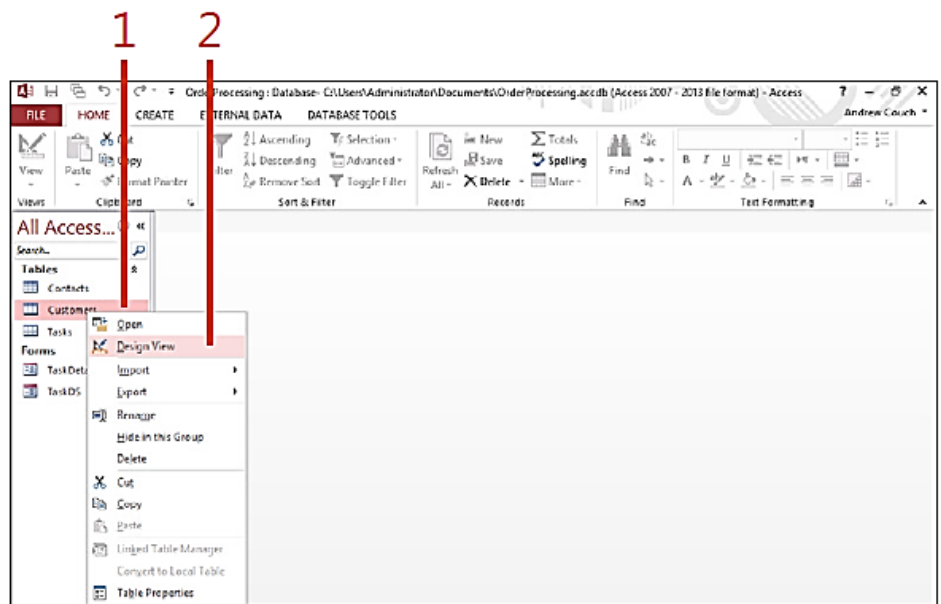 1 2
OrderProcessing : Database- C:\Users\Administrator\Documents\OrderProcessing.accdb (Access 2007 - 2013 file format) - Access ?
FILE HOME CREATE EXTERNAL DATA DATABASE TOOLS Andrew Couch
View Paste Cut Copy Format Painter
Ascending Descending Remove Sort Selection Advanced Toggle Filter
Refresh All New Save Delete Totals Spelling More
abc
Find
B I U
A
Views Clipboard Sort & Filter Records Find Text Formatting
All Access...
Search...
Tables
Contacts
Customers
Tasks
Forms
TaskDeta
TaskDS
Open
Design View
Import
Export
Rename
Hide in this Group
Delete
Cut
Copy
Paste
Linked Table Manager
Convert to Local Table
Table Properties